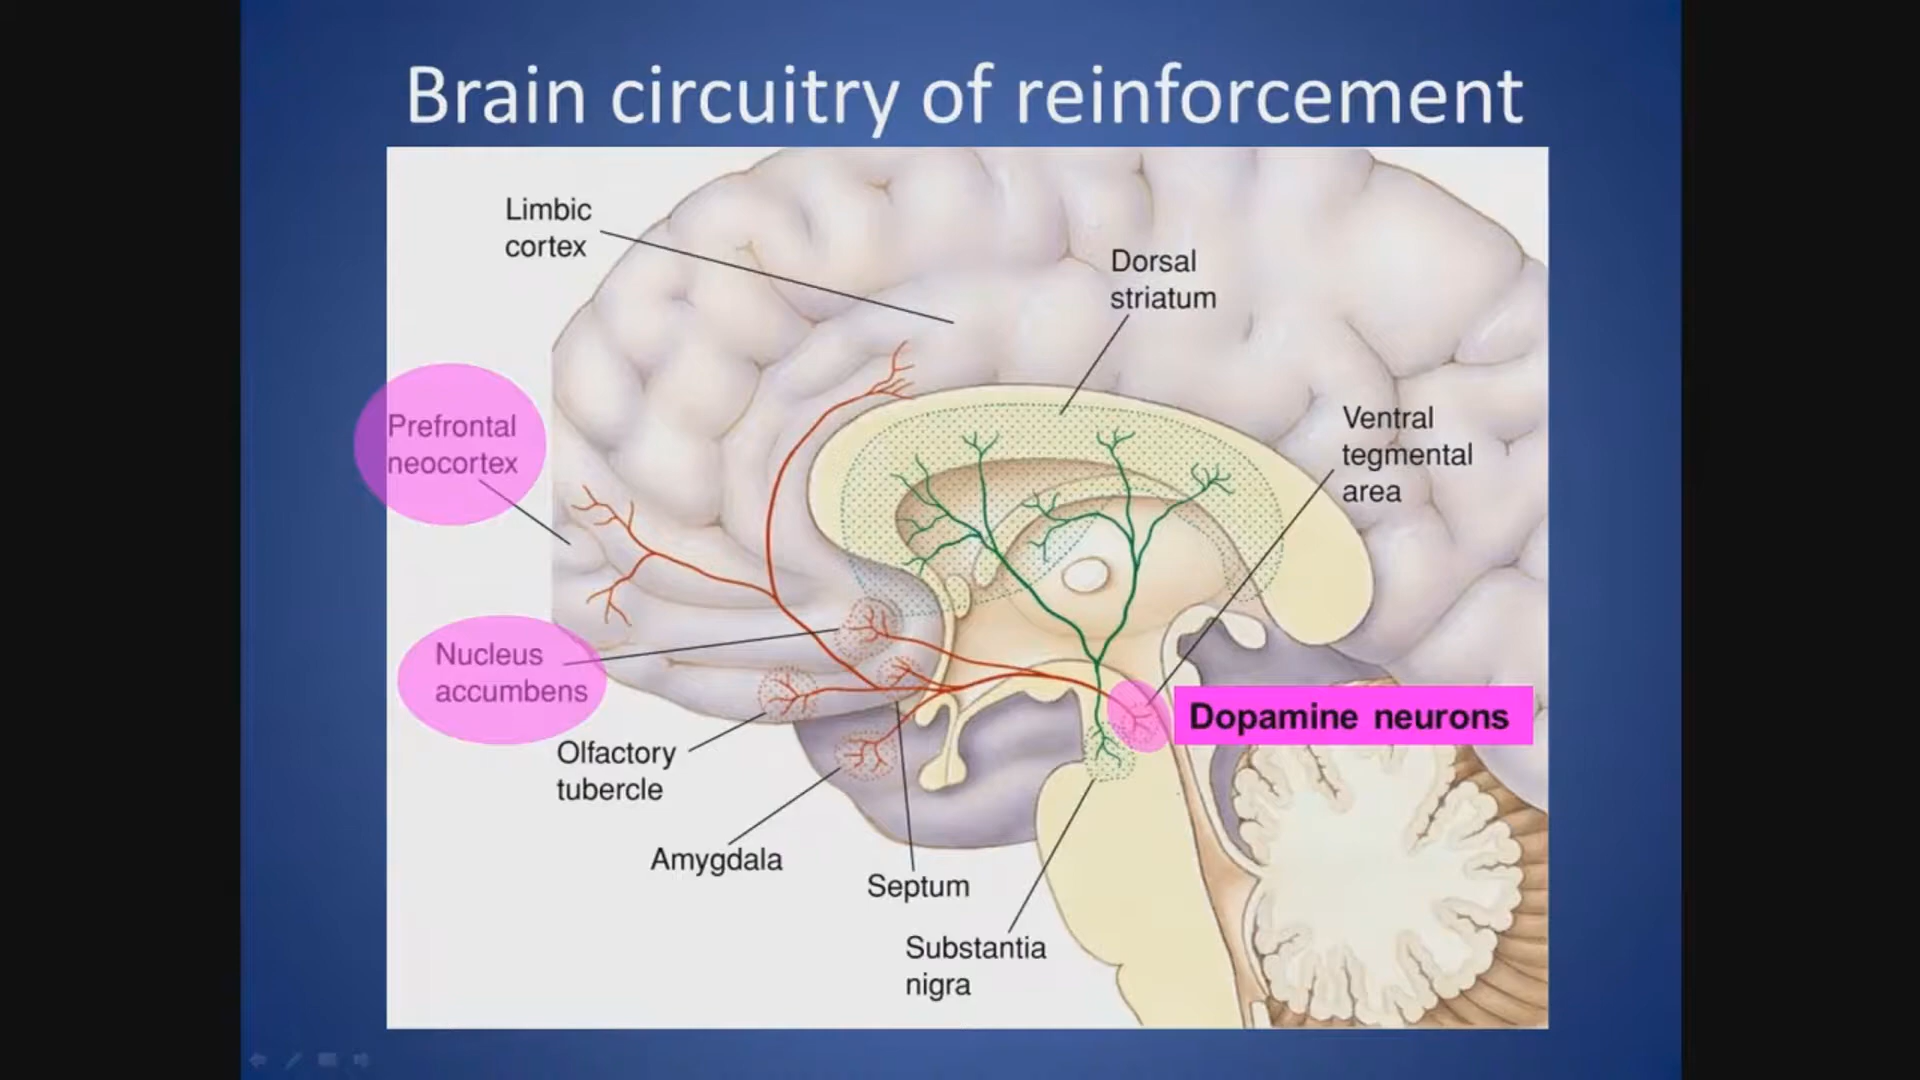 Brain circuitry of reinforcement
Limbic
cortex
Dorsal
striatum
Prefrontal
neocortex
Ventral
tegmental
area
Nucleus
accumbens
Dopamine neurons
Olfactory
tubercle
Amygdala
Septum
Substantia
nigra